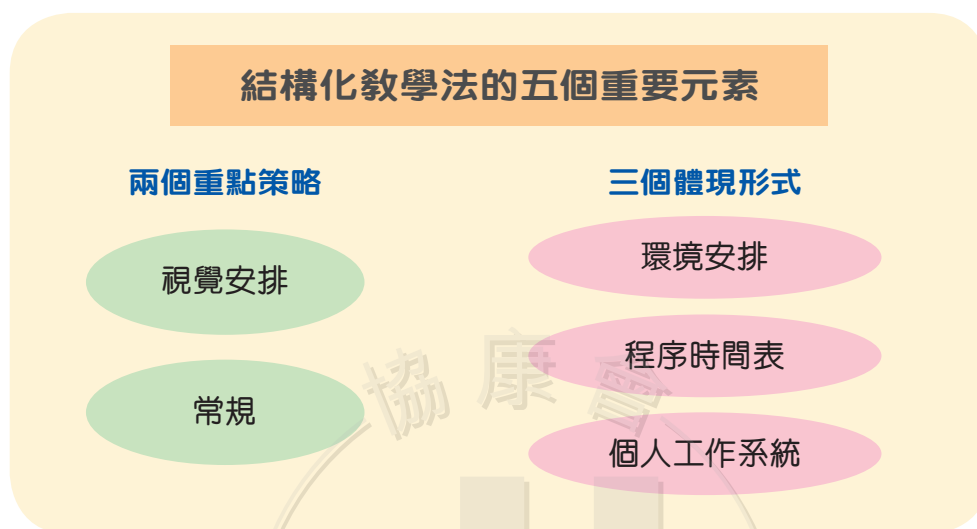 結構化教學法的五個重要元素
兩個重點策略
視覺安排
常規
三個體現形式
環境安排
程序時間表
個人工作系統
協康會